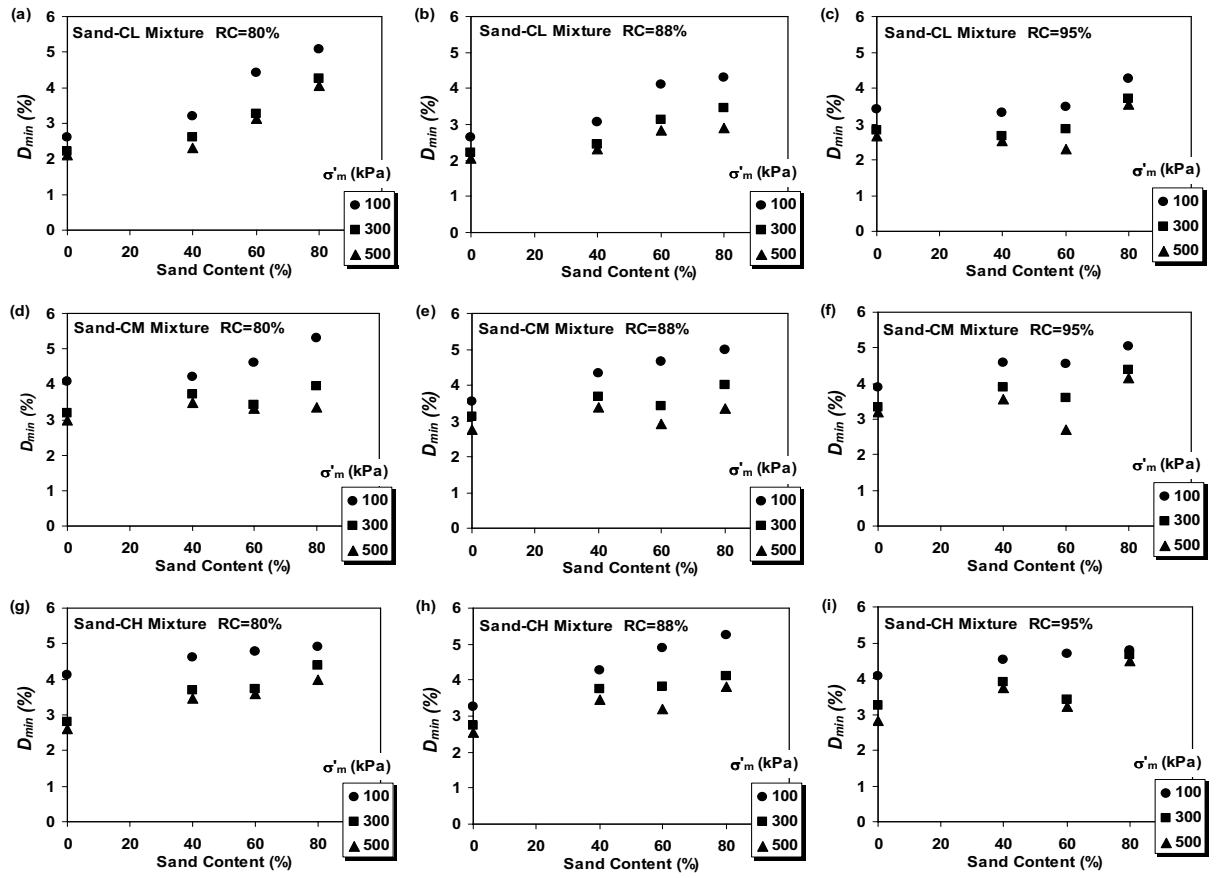 (a)
Sand-CL Mixture RC=80%
6
5
4
3
2
1
0
D_min (%)
0 20 40 60 80
Sand Content (%)
σ'm (kPa)
100
300
500
(b)
Sand-CL Mixture RC=88%
6
5
4
3
2
1
0
Dmin (%)
0 20 40 60 80
Sand Content (%)
σ'm (kPa)
100
300
500
(c)
Sand-CL Mixture RC=95%
6
5
4
3
2
1
0
Dmin (%)
0 20 40 60 80
Sand Content (%)
σ'm (kPa)
100
300
500
(d)
Sand-CM Mixture RC=80%
6
5
4
3
2
1
0
Dmin (%)
0 20 40 60 80
Sand Content (%)
σ'm (kPa)
100
300
500
(e)
Sand-CM Mixture RC=88%
6
5
4
3
2
1
0
Dmin (%)
0 20 40 60 80
Sand Content (%)
σ'm (kPa)
100
300
500
(f)
Sand-CM Mixture RC=95%
6
5
4
3
2
1
0
Dmin (%)
0 20 40 60 80
Sand Content (%)
σ'm (kPa)
100
300
500
(g)
Sand-CH Mixture RC=80%
6
5
4
3
2
1
0
Dmin (%)
0 20 40 60 80
Sand Content (%)
σ'm (kPa)
100
300
500
(h)
Sand-CH Mixture RC=88%
6
5
4
3
2
1
0
Dmin (%)
0 20 40 60 80
Sand Content (%)
σ'm (kPa)
100
300
500
(i)
Sand-CH Mixture RC=95%
6
5
4
3
2
1
0
Dmin (%)
0 20 40 60 80
Sand Content (%)
σ'm (kPa)
100
300
500